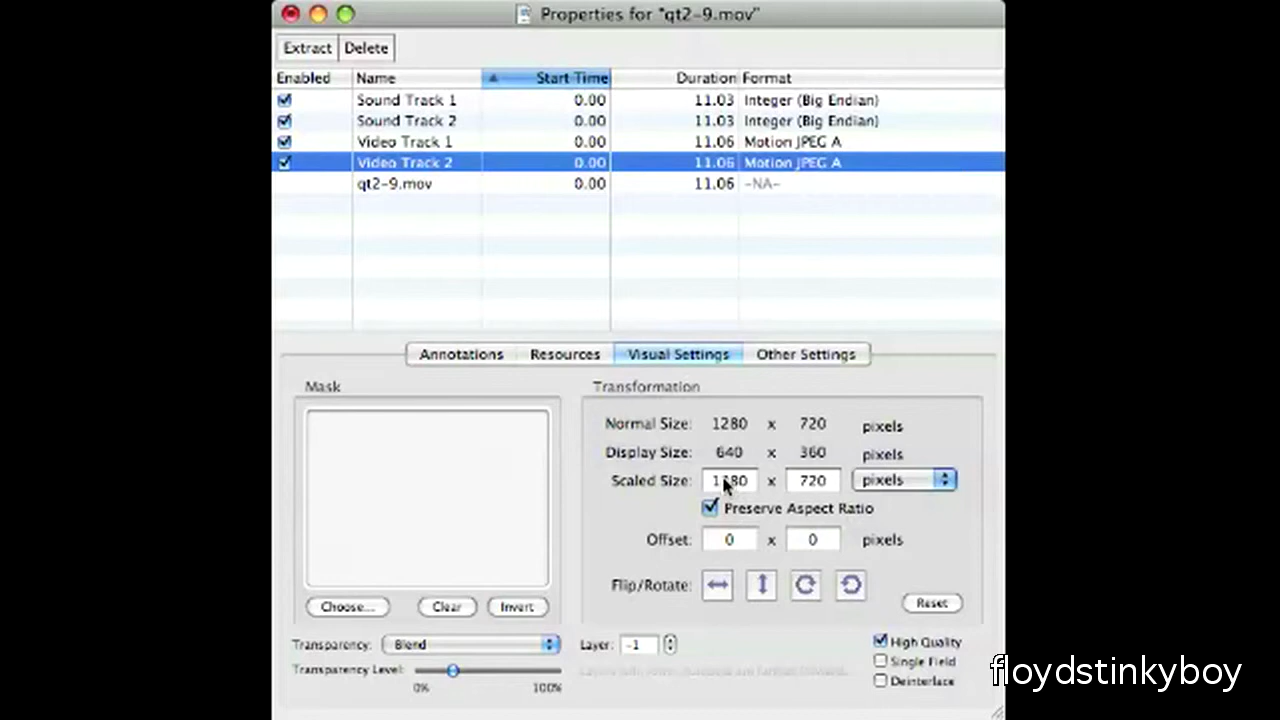 Properties for "qt2-9.mov"
Extract Delete
Enabled Name Start Time Duration Format
Sound Track 1 0.00 11.03 Integer (Big Endian)
Sound Track 2 0.00 11.03 Integer (Big Endian)
Video Track 1 0.00 11.06 Motion JPEG A
Video Track 2 0.00 11.06 Motion JPEG A
qt2-9.mov 0.00 11.06 -NA-
Annotations Resources Visual Settings Other Settings
Mask Transformation
Normal Size: 1280 x 720 pixels
Display Size: 640 x 360 pixels
Scaled Size: 1280 x 720 pixels
Preserve Aspect Ratio
Offset: 0 x 0 pixels
Flip/Rotate:
Choose... Clear Invert Reset
Transparency: Blend Layer: -1 High Quality
Transparency Level: Single Field
0% 100% Deinterlace
floydstinkyboy